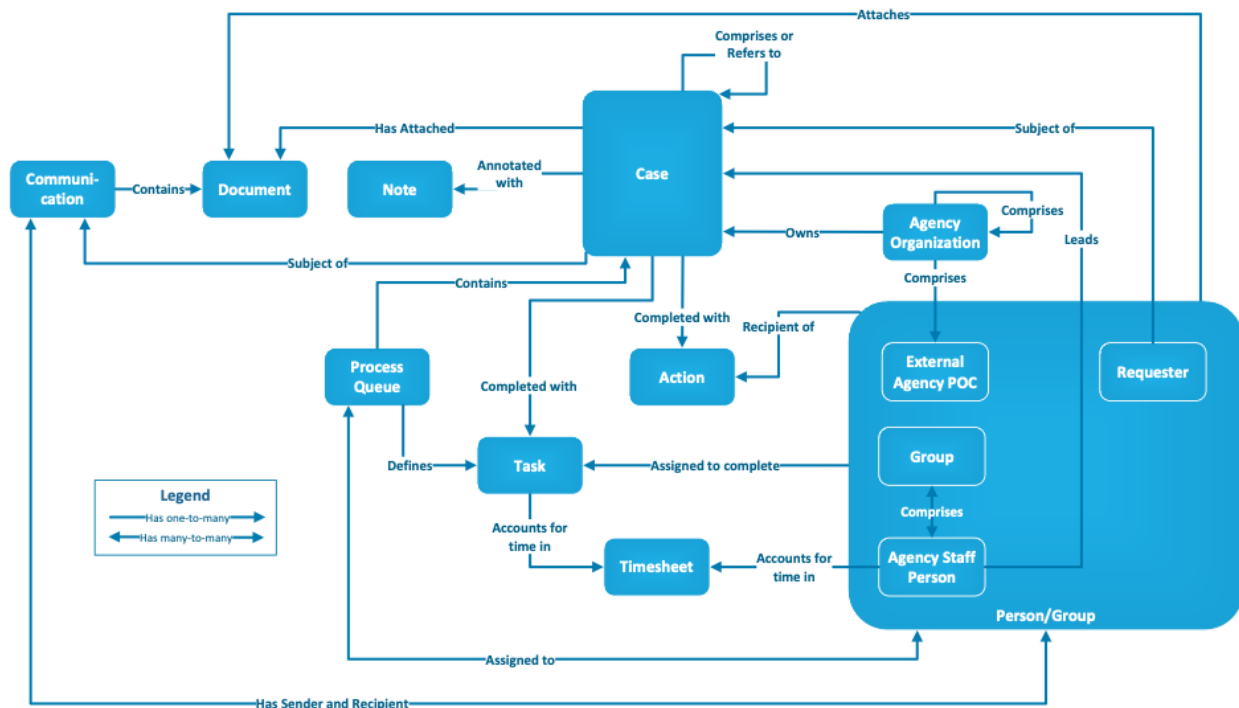 Attaches
Comprises or
Refers to
Has Attached
Case
Subject of
Communi-
cation
Contains
Document
Note
Annotated
with
Agency
Organization
Comprises
Owns
Leads
Subject of
Contains
Comprises
Completed with
Recipient of
Process
Queue
Action
External
Agency POC
Requester
Completed with
Defines
Task
Assigned to complete
Group
Legend
Has one-to-many
Has many-to-many
Comprises
Accounts for
time in
Timesheet
Accounts for
time in
Agency Staff
Person
Person/Group
Assigned to
Has Sender and Recipient